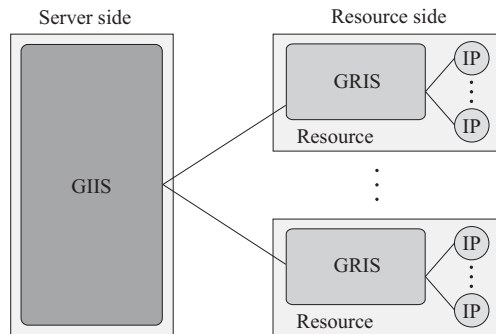 Server side
Resource side
GIIS
GRIS
IP
IP
Resource
GRIS
IP
IP
Resource